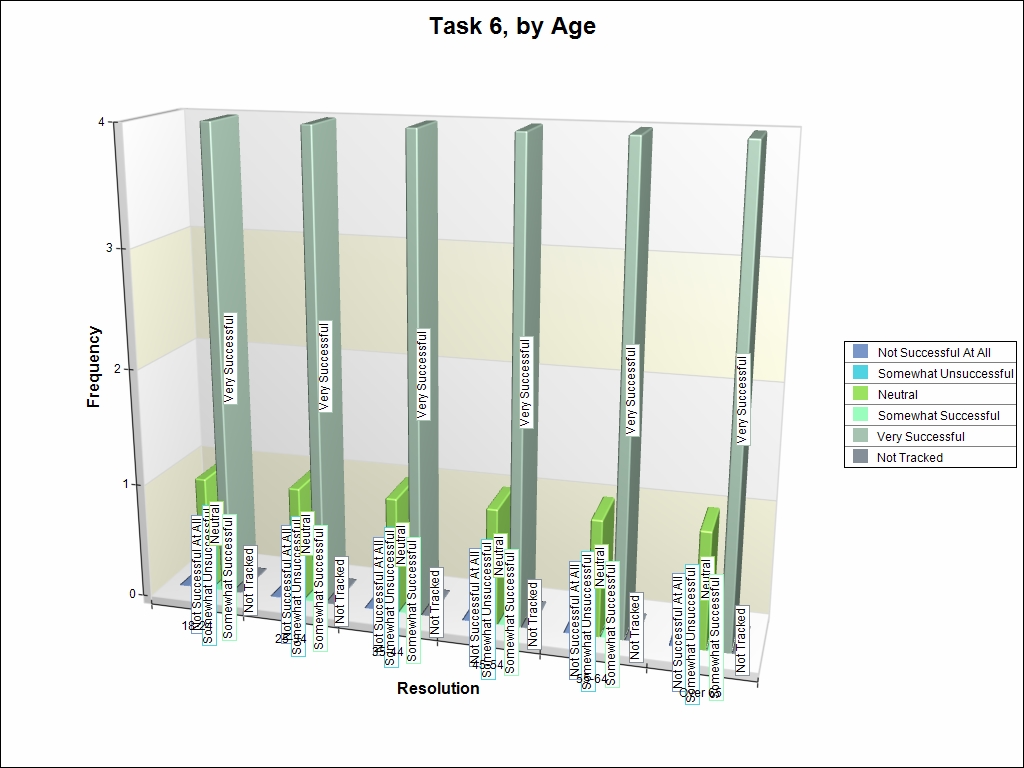 Task 6, by Age
4
3
2
1
0
Frequency
Very Successful
Very Successful
Very Successful
Very Successful
Very Successful
Very Successful
Not Successful At All
Somewhat Unsuccessful
Neutral
Somewhat Successful
Not Tracked
Not Successful At All
Somewhat Unsuccessful
Neutral
Somewhat Successful
Not Tracked
Not Successful At All
Somewhat Unsuccessful
Neutral
Somewhat Successful
Not Tracked
Not Successful At All
Somewhat Unsuccessful
Neutral
Somewhat Successful
Not Tracked
Not Successful At All
Somewhat Unsuccessful
Neutral
Somewhat Successful
Not Tracked
Not Successful At All
Somewhat Unsuccessful
Neutral
Somewhat Successful
Not Tracked
45-54
Over 65
Resolution
Not Successful At All
Somewhat Unsuccessful
Neutral
Somewhat Successful
Very Successful
Not Tracked